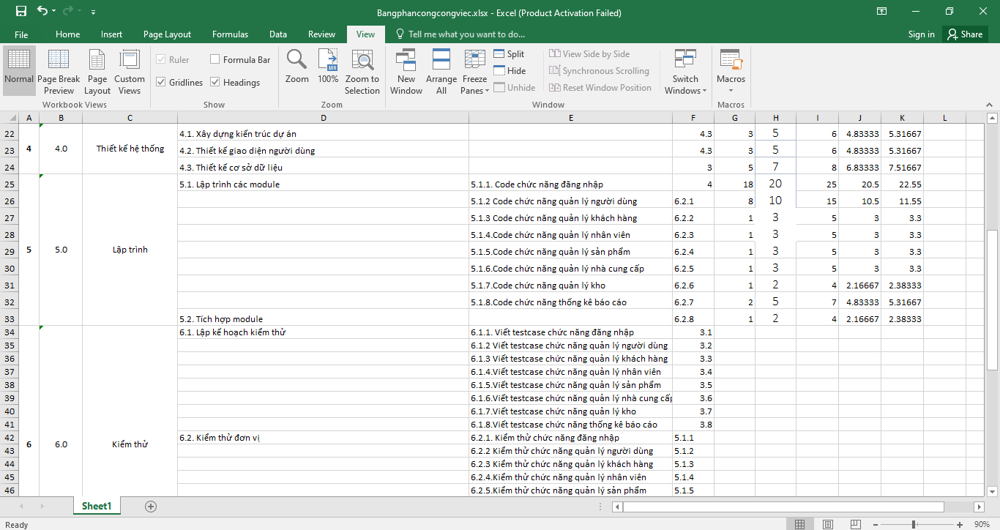 Bangphancongcongviec.xlsx - Excel (Product Activation Failed)
File Home Insert Page Layout Formulas Data Review View Tell me what you want to do... Sign in Share
Normal Page Break Preview Page Layout Custom Views
Workbook Views
Ruler Formula Bar
Gridlines Headings
Show
Zoom 100% Zoom to Selection
Zoom
New Window Arrange All Freeze Panes
Split
Hide
Unhide
View Side by Side
Synchronous Scrolling
Reset Window Position
Window
Switch Windows
Macros
Macros
A B C D E F G H I J K L
22 4.1. Xây dựng kiến trúc dự án 4.3 3 5 6 4.83333 5.31667
23 4 4.0 Thiết kế hệ thống 4.2. Thiết kế giao diện người dùng 4.3 3 5 6 4.83333 5.31667
24 4.3. Thiết kế cơ sở dữ liệu 3 5 7 8 6.83333 7.51667
25 5.1. Lập trình các module 5.1.1. Code chức năng đăng nhập 4 18 20 25 20.5 22.55
26 5.1.2 Code chức năng quản lý người dùng 6.2.1 8 10 15 10.5 11.55
27 5.1.3 Code chức năng quản lý khách hàng 6.2.2 1 3 5 3 3.3
28 5.1.4.Code chức năng quản lý nhân viên 6.2.3 1 3 5 3 3.3
29 5 5.0 Lập trình 5.1.5.Code chức năng quản lý sản phẩm 6.2.4 1 3 5 3 3.3
30 5.1.6.Code chức năng quản lý nhà cung cấp 6.2.5 1 3 5 3 3.3
31 5.1.7.Code chức năng quản lý kho 6.2.6 1 2 4 2.16667 2.38333
32 5.1.8.Code chức năng thống kê báo cáo 6.2.7 2 5 7 4.83333 5.31667
33 5.2. Tích hợp module 6.2.8 1 2 4 2.16667 2.38333
34 6.1. Lập kế hoạch kiểm thử 6.1.1. Viết testcase chức năng đăng nhập 3.1
35 6.1.2 Viết testcase chức năng quản lý người dùng 3.2
36 6.1.3 Viết testcase chức năng quản lý khách hàng 3.3
37 6.1.4.Viết testcase chức năng quản lý nhân viên 3.4
38 6.1.5.Viết testcase chức năng quản lý sản phẩm 3.5
39 6.1.6.Viết testcase chức năng quản lý nhà cung cấp 3.6
40 6.1.7.Viết testcase chức năng quản lý kho 3.7
41 6.1.8.Viết testcase chức năng thống kê báo cáo 3.8
42 6.2. Kiểm thử đơn vị 6.2.1. Kiểm thử chức năng đăng nhập 5.1.1
43 6 6.0 Kiểm thử 6.2.2 Kiểm thử chức năng quản lý người dùng 5.1.2
44 6.2.3 Kiểm thử chức năng quản lý khách hàng 5.1.3
45 6.2.4.Kiểm thử chức năng quản lý nhân viên 5.1.4
46 6.2.5.Kiểm thử chức năng quản lý sản phẩm 5.1.5
Sheet1
Ready 90%